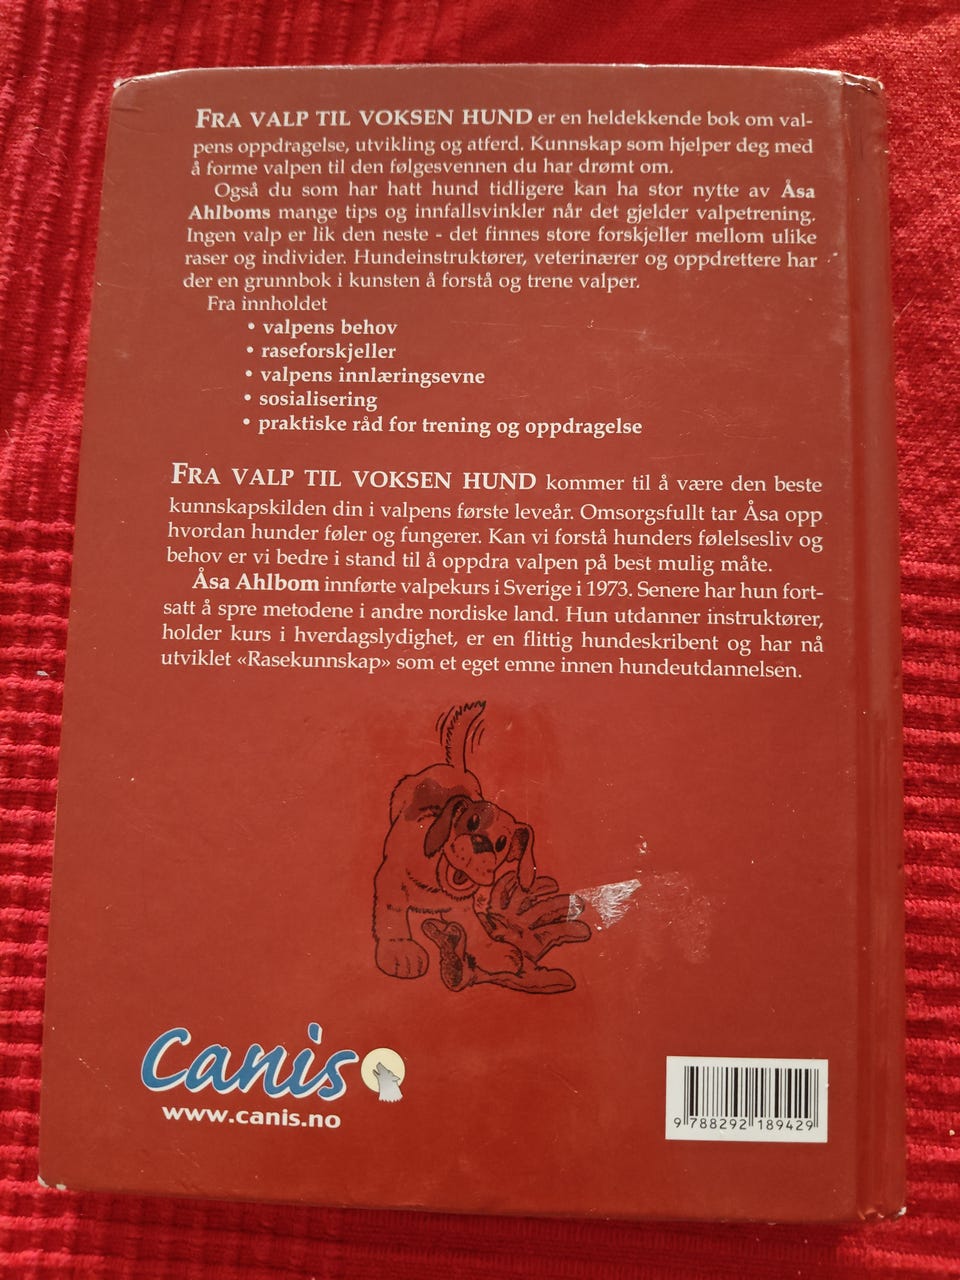 FRA VALP TIL VOKSEN HUND er en heldekkende bok om val-
pens oppdragelse, utvikling og atferd. Kunnskap som hjelper deg med
å forme valpen til den følgesvennen du har drømt om.
Også du som har hatt hund tidligere kan ha stor nytte av Åsa
Ahlboms mange tips og innfallsvinkler når det gjelder valpetrening.
Ingen valp er lik den neste - det finnes store forskjeller mellom ulike
raser og individer. Hundeinstruktører, veterinærer og oppdrettere har
der en grunnbok i kunsten å forstå og trene valper.
Fra innholdet
• valpens behov
• raseforskjeller
• valpens innlæringsevne
• sosialisering
• praktiske råd for trening og oppdragelse
FRA VALP TIL VOKSEN HUND kommer til å være den beste
kunnskapskilden din i valpens første leveår. Omsorgsfullt tar Åsa opp
hvordan hunder føler og fungerer. Kan vi forstå hunders følelsesliv og
behov er vi bedre i stand til å oppdra valpen på best mulig måte.
Åsa Ahlbom innførte valpekurs i Sverige i 1973. Senere har hun fort-
satt å spre metodene i andre nordiske land. Hun utdanner instruktører,
holder kurs i hverdagslydighet, er en flittig hundeskribent og har nå
utviklet «Rasekunnskap» som et eget emne innen hundeutdannelsen.
Canis
www.canis.no
9 788292 189429